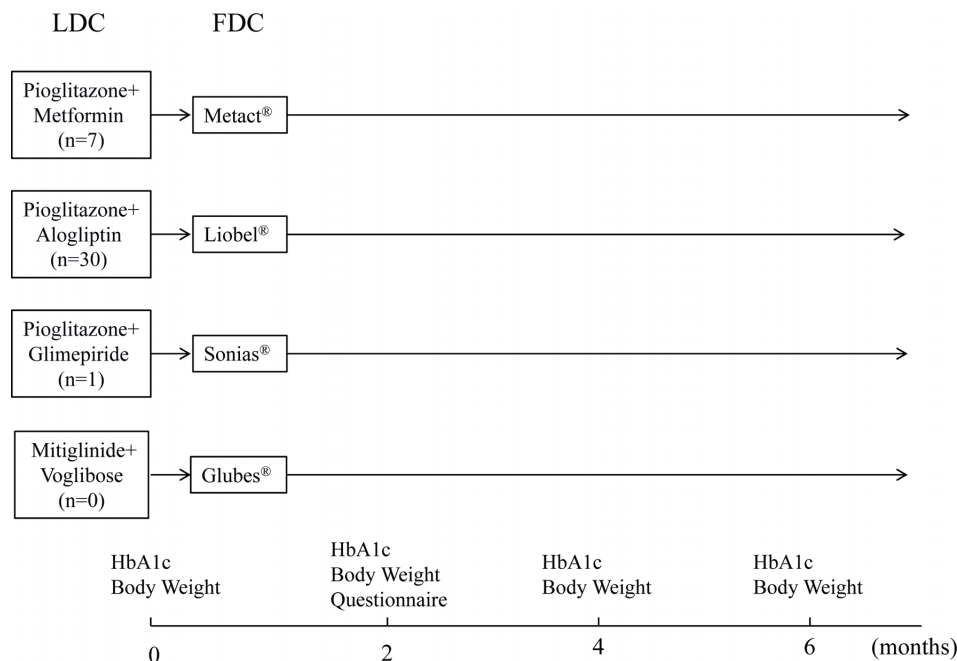 LDC FDC
Pioglitazone+
Metformin
(n=7)
Metact®
Pioglitazone+
Alogliptin
(n=30)
Liobel®
Pioglitazone+
Glimepiride
(n=1)
Sonias®
Mitiglinide+
Voglibose
(n=0)
Glubes®
HbA1c
Body Weight
HbA1c
Body Weight
Questionnaire
HbA1c
Body Weight
HbA1c
Body Weight
0 2 4 6 (months)